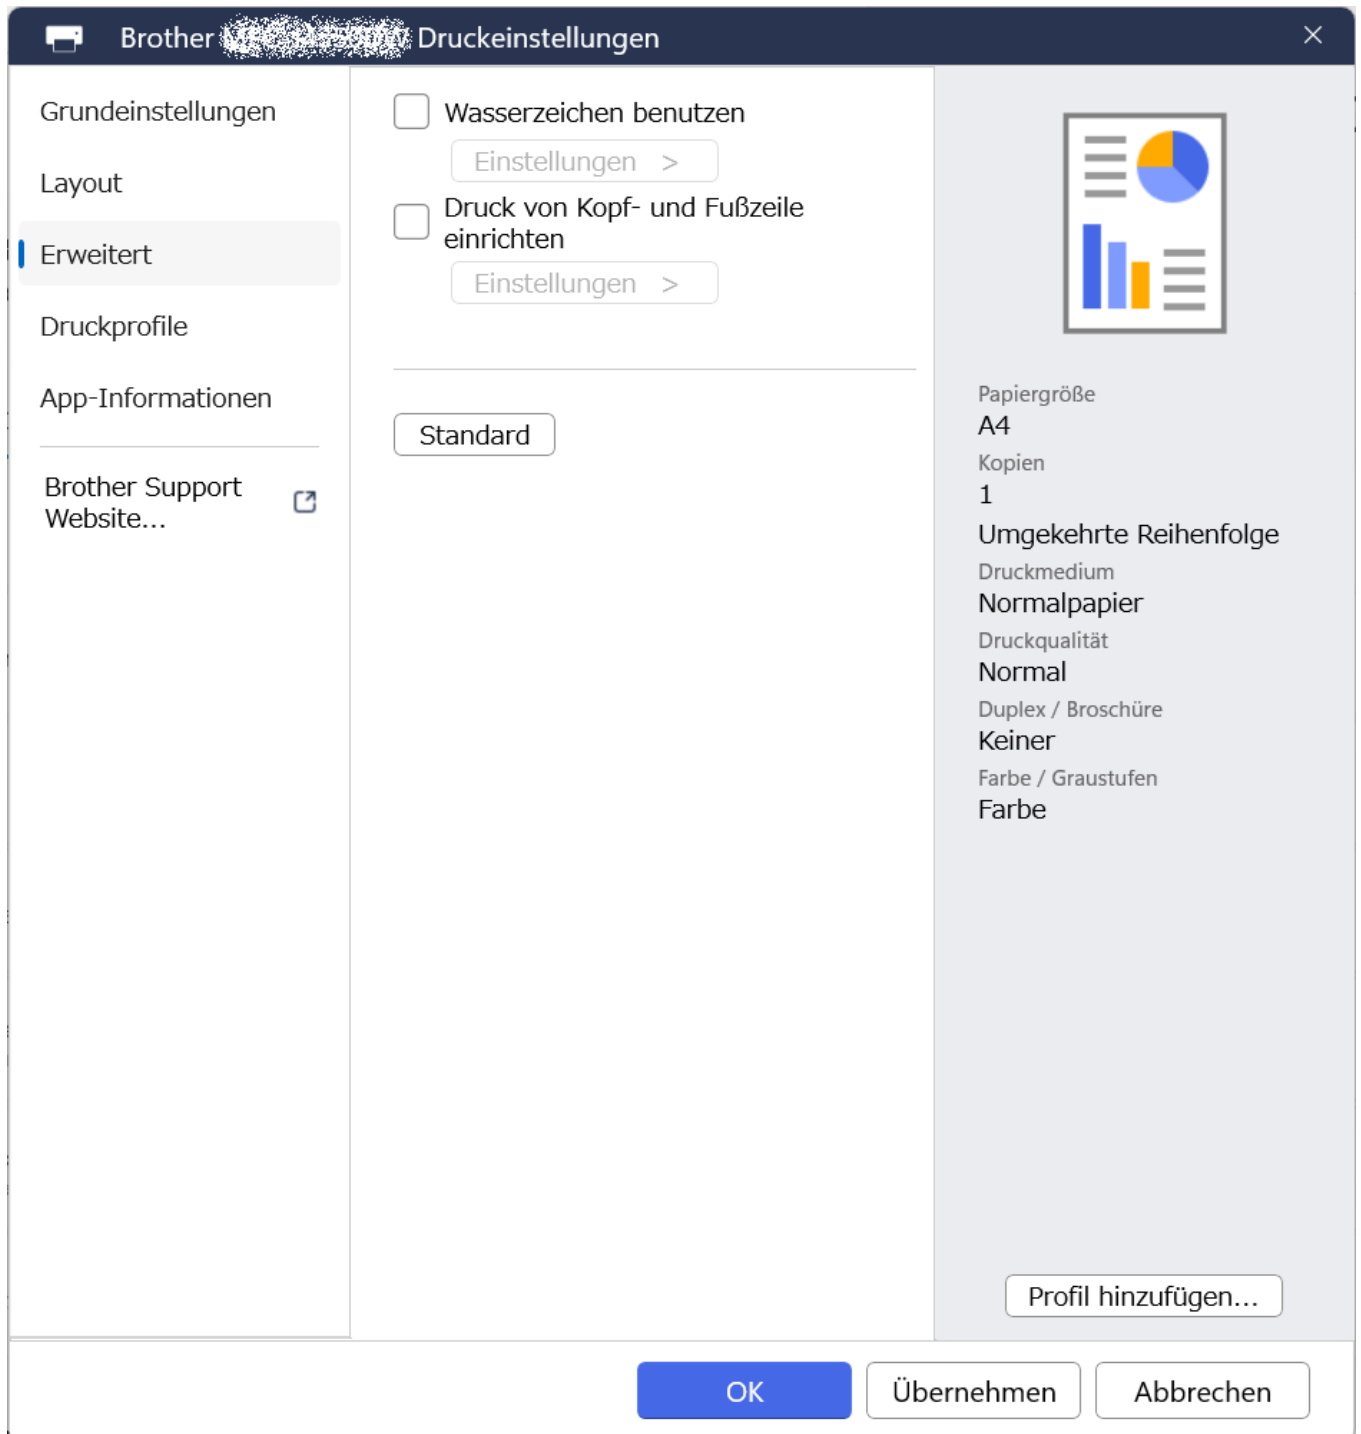 Brother Druckeinstellungen
Grundeinstellungen
Layout
Erweitert
Druckprofile
App-Informationen
Brother Support
Website...
Wasserzeichen benutzen
Einstellungen >
Druck von Kopf- und Fußzeile
einrichten
Einstellungen >
Standard
Papiergröße
A4
Kopien
1
Umgekehrte Reihenfolge
Druckmedium
Normalpapier
Druckqualität
Normal
Duplex / Broschüre
Keiner
Farbe / Graustufen
Farbe
Profil hinzufügen...
OK
Übernehmen
Abbrechen